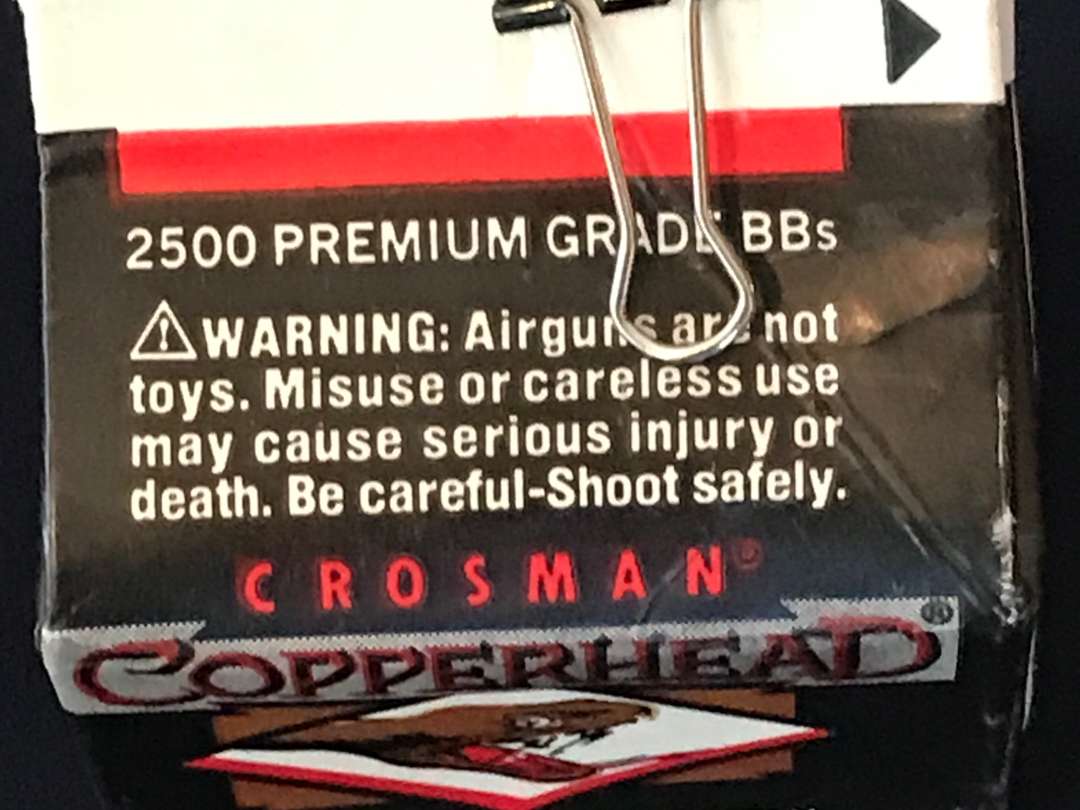 2500 PREMIUM GRADE BBs
WARNING: Airguns are not
toys. Misuse or careless use
may cause serious injury or
death. Be careful-Shoot safely.
CROSMAN®
COPPERHEAD®